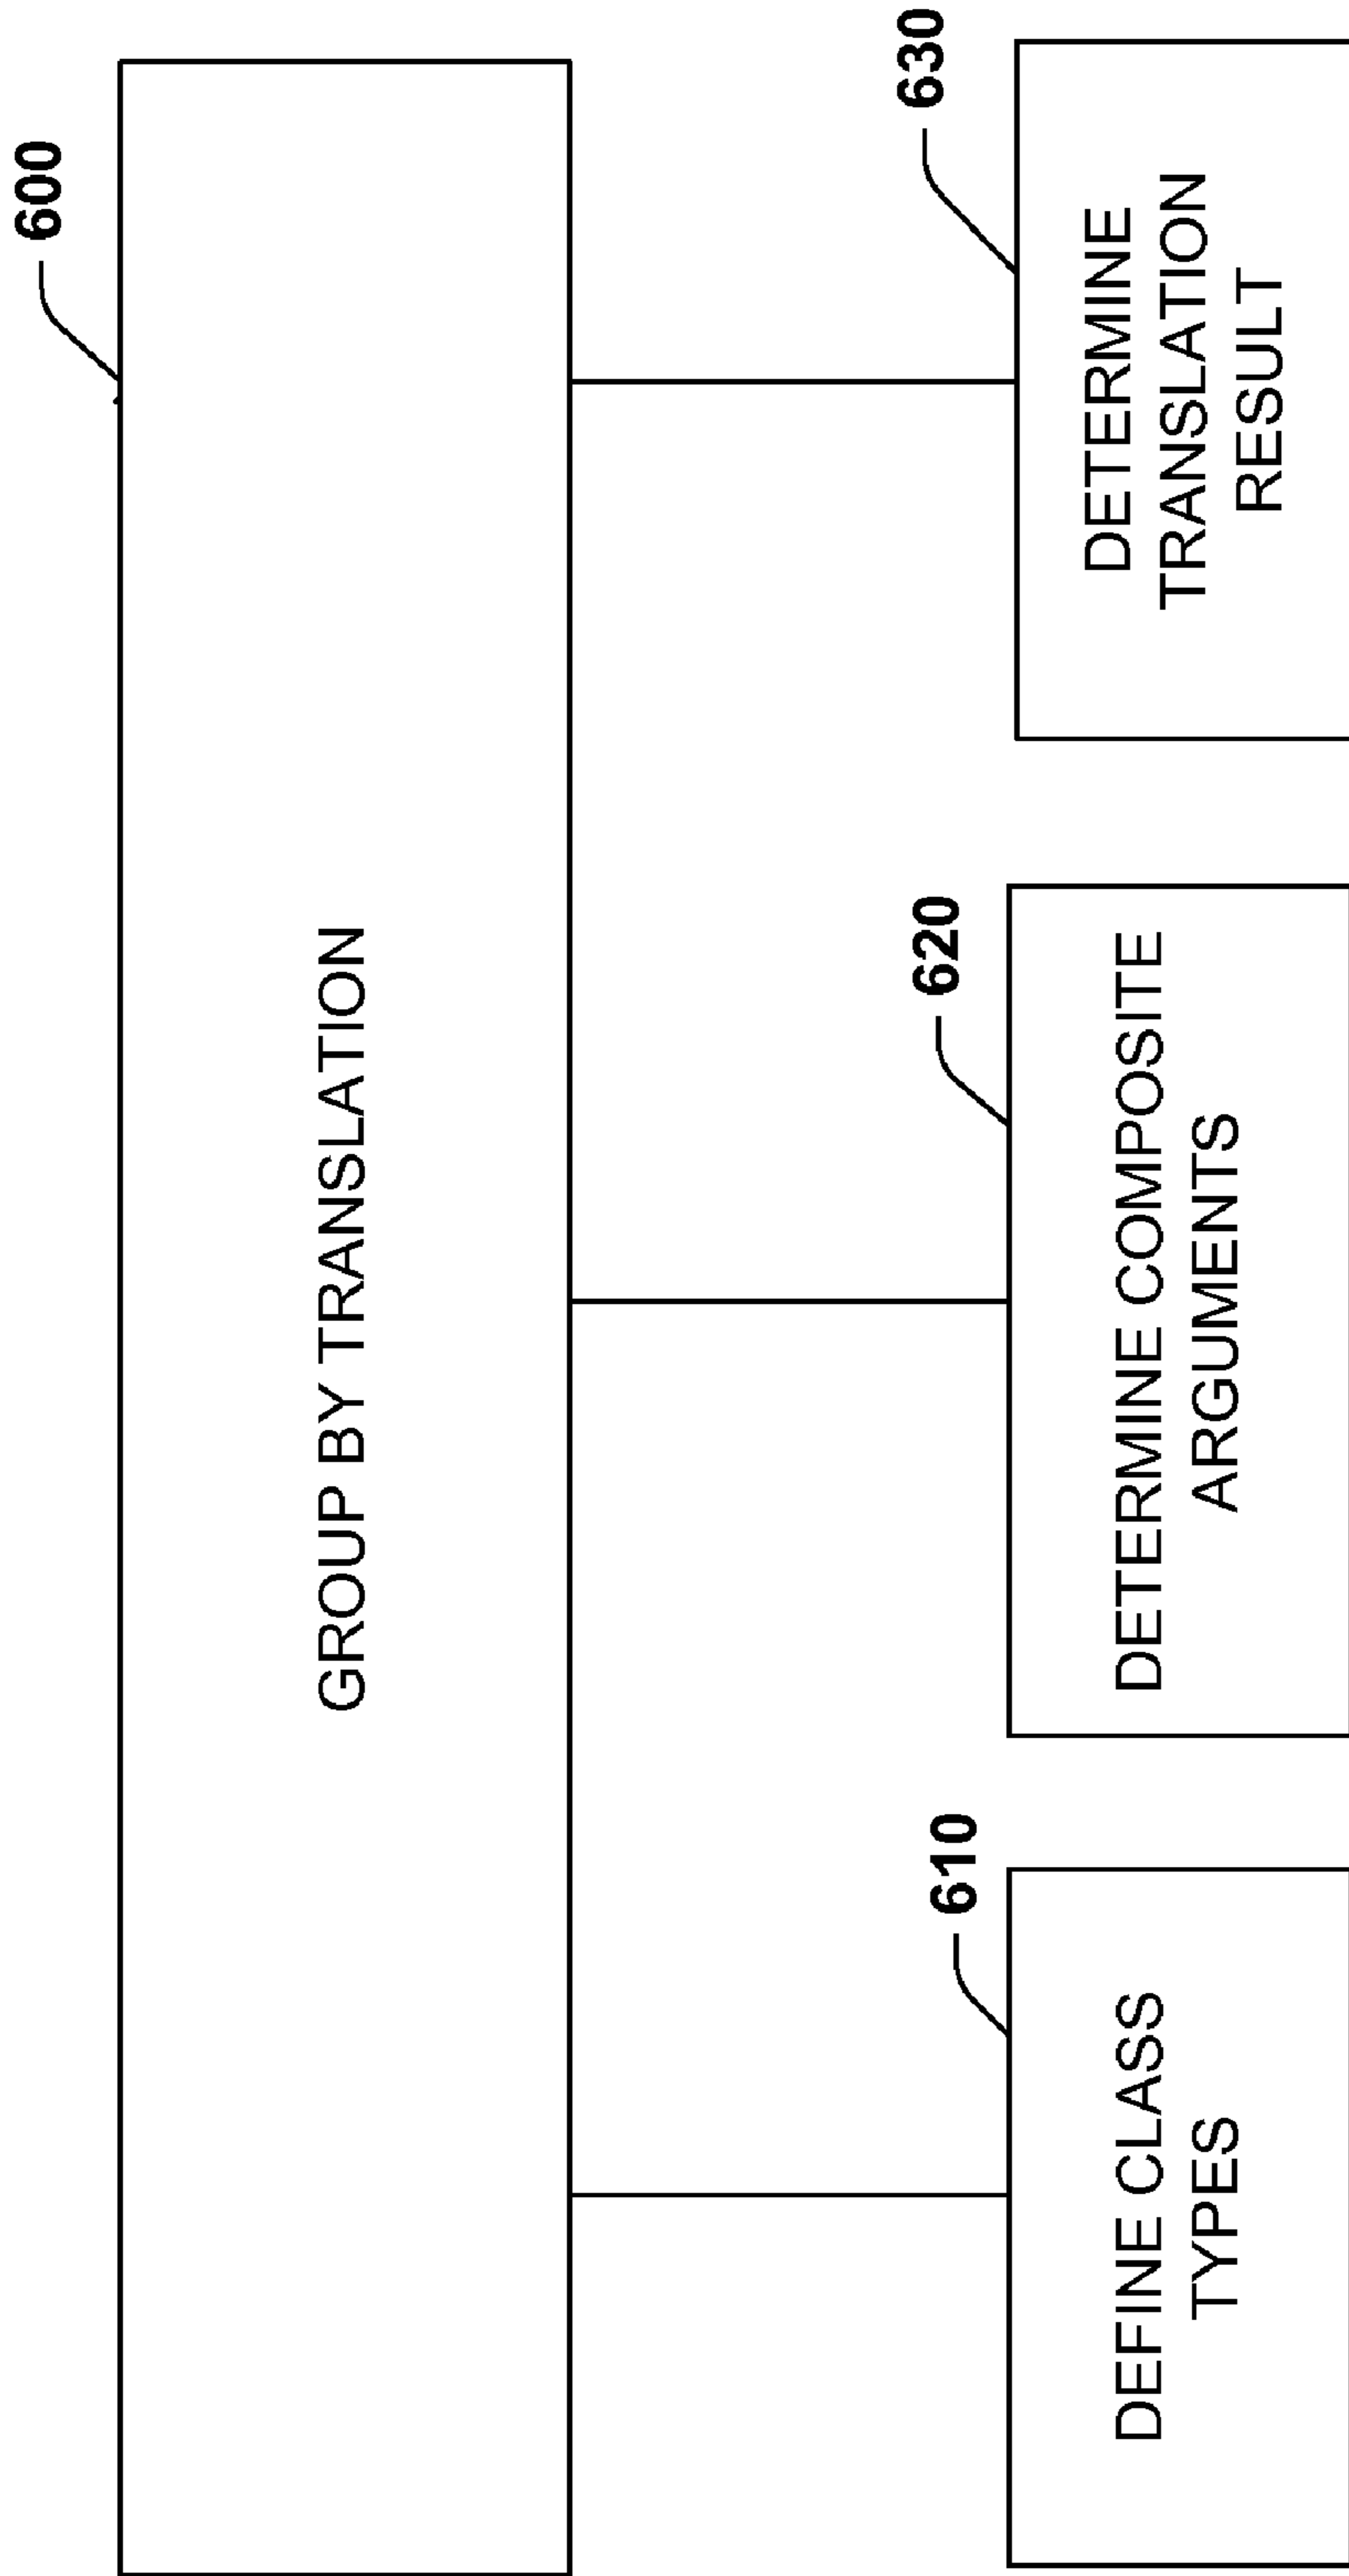 600
GROUP BY TRANSLATION
610
DEFINE CLASS
TYPES
620
DETERMINE COMPOSITE
ARGUMENTS
630
DETERMINE
TRANSLATION
RESULT